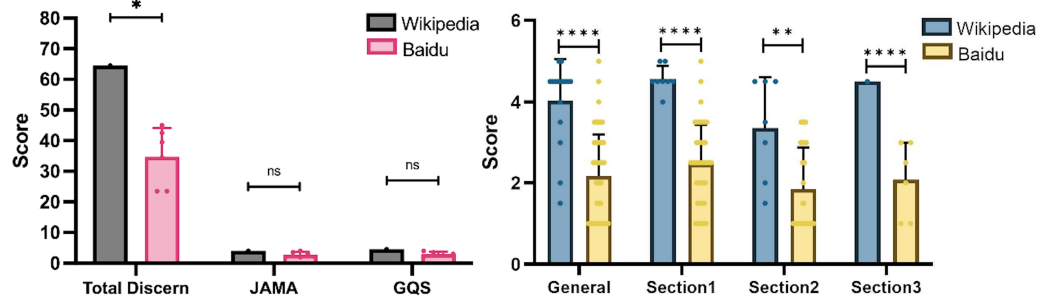 80
70
60
50
40
30
20
10
0
Score
*
ns
ns
Wikipedia
Baidu
Total Discern
JAMA
GQS
6
4
2
0
Score
****
****
**
****
Wikipedia
Baidu
General
Section1
Section2
Section3